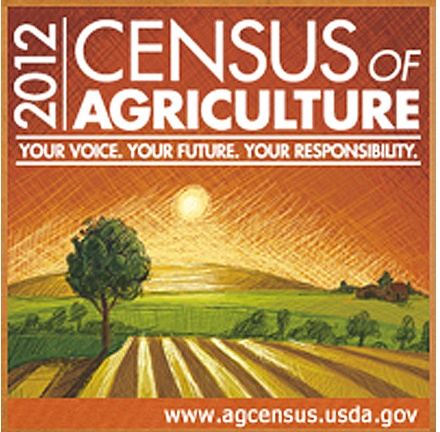 2012
CENSUS OF
AGRICULTURE
YOUR VOICE. YOUR FUTURE. YOUR RESPONSIBILITY.
www.agcensus.usda.gov